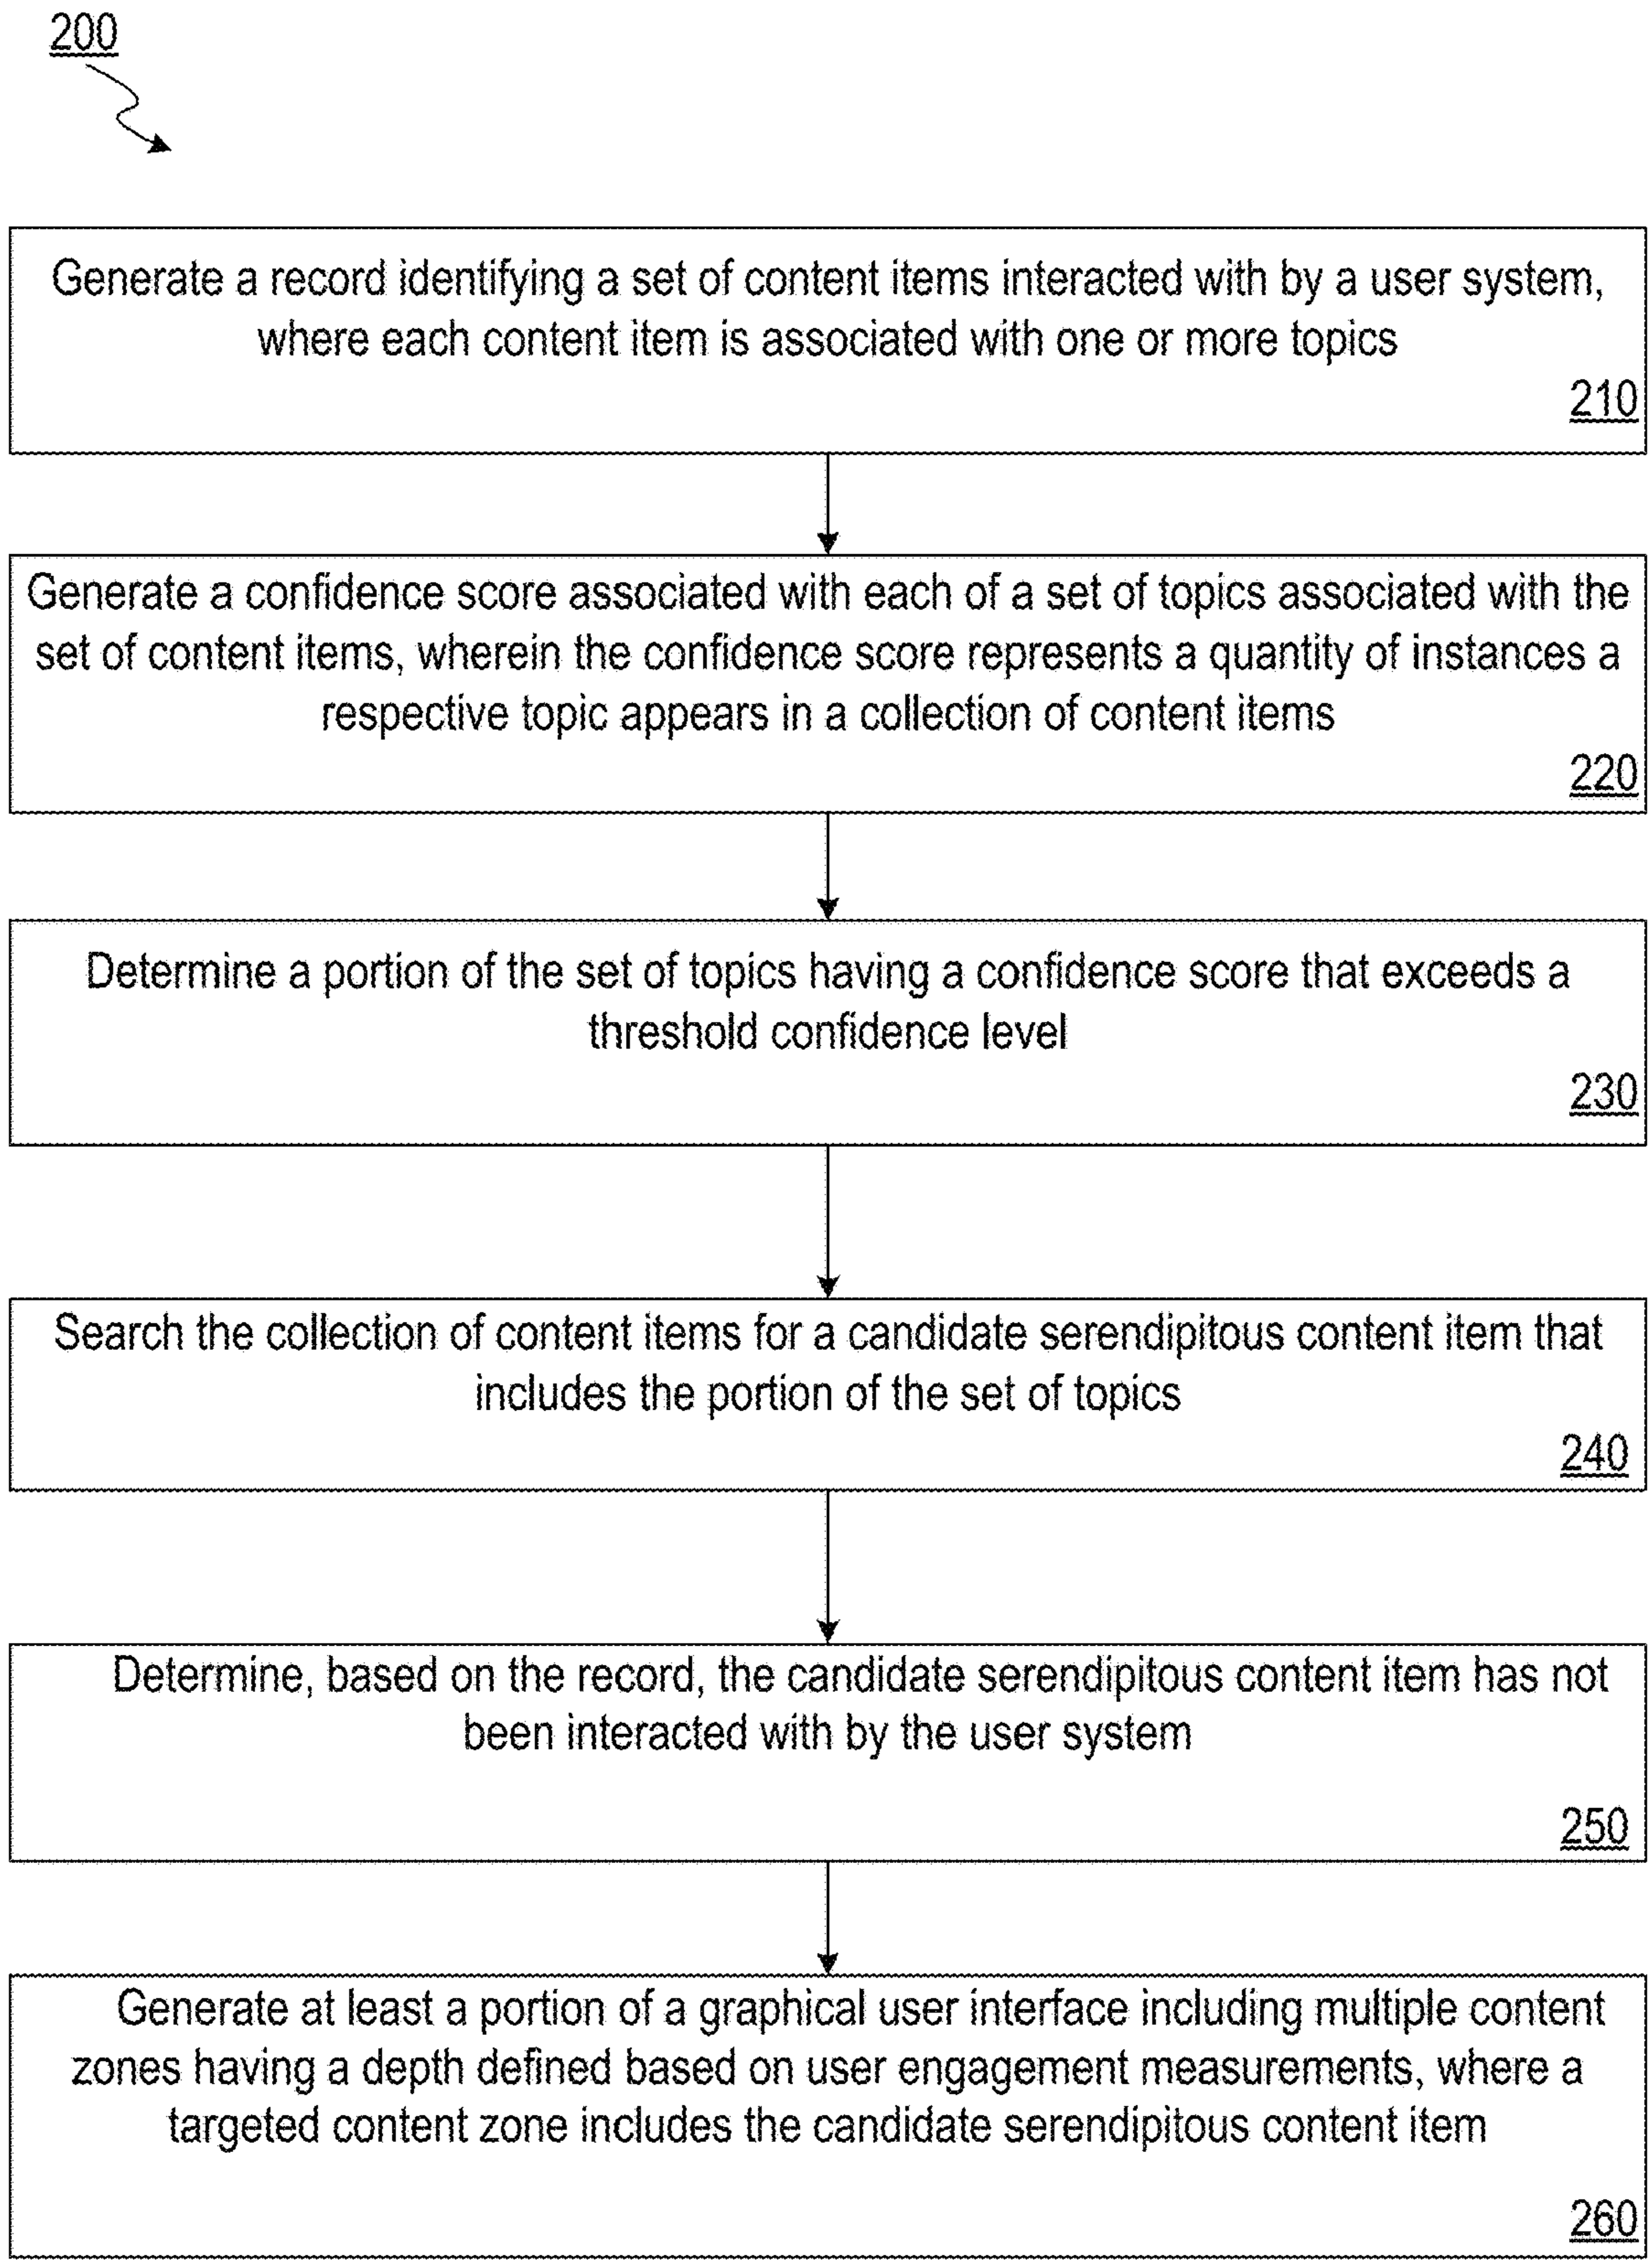 200
Generate a record identifying a set of content items interacted with by a user system,
where each content item is associated with one or more topics
210
Generate a confidence score associated with each of a set of topics associated with the
set of content items, wherein the confidence score represents a quantity of instances a
respective topic appears in a collection of content items
220
Determine a portion of the set of topics having a confidence score that exceeds a
threshold confidence level
230
Search the collection of content items for a candidate serendipitous content item that
includes the portion of the set of topics
240
Determine, based on the record, the candidate serendipitous content item has not
been interacted with by the user system
250
Generate at least a portion of a graphical user interface including multiple content
zones having a depth defined based on user engagement measurements, where a
targeted content zone includes the candidate serendipitous content item
260